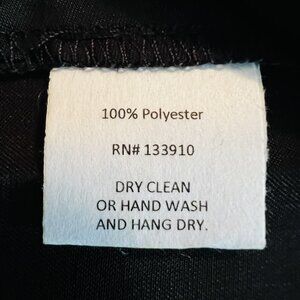 100% Polyester
RN# 133910
DRY CLEAN
OR HAND WASH
AND HANG DRY.